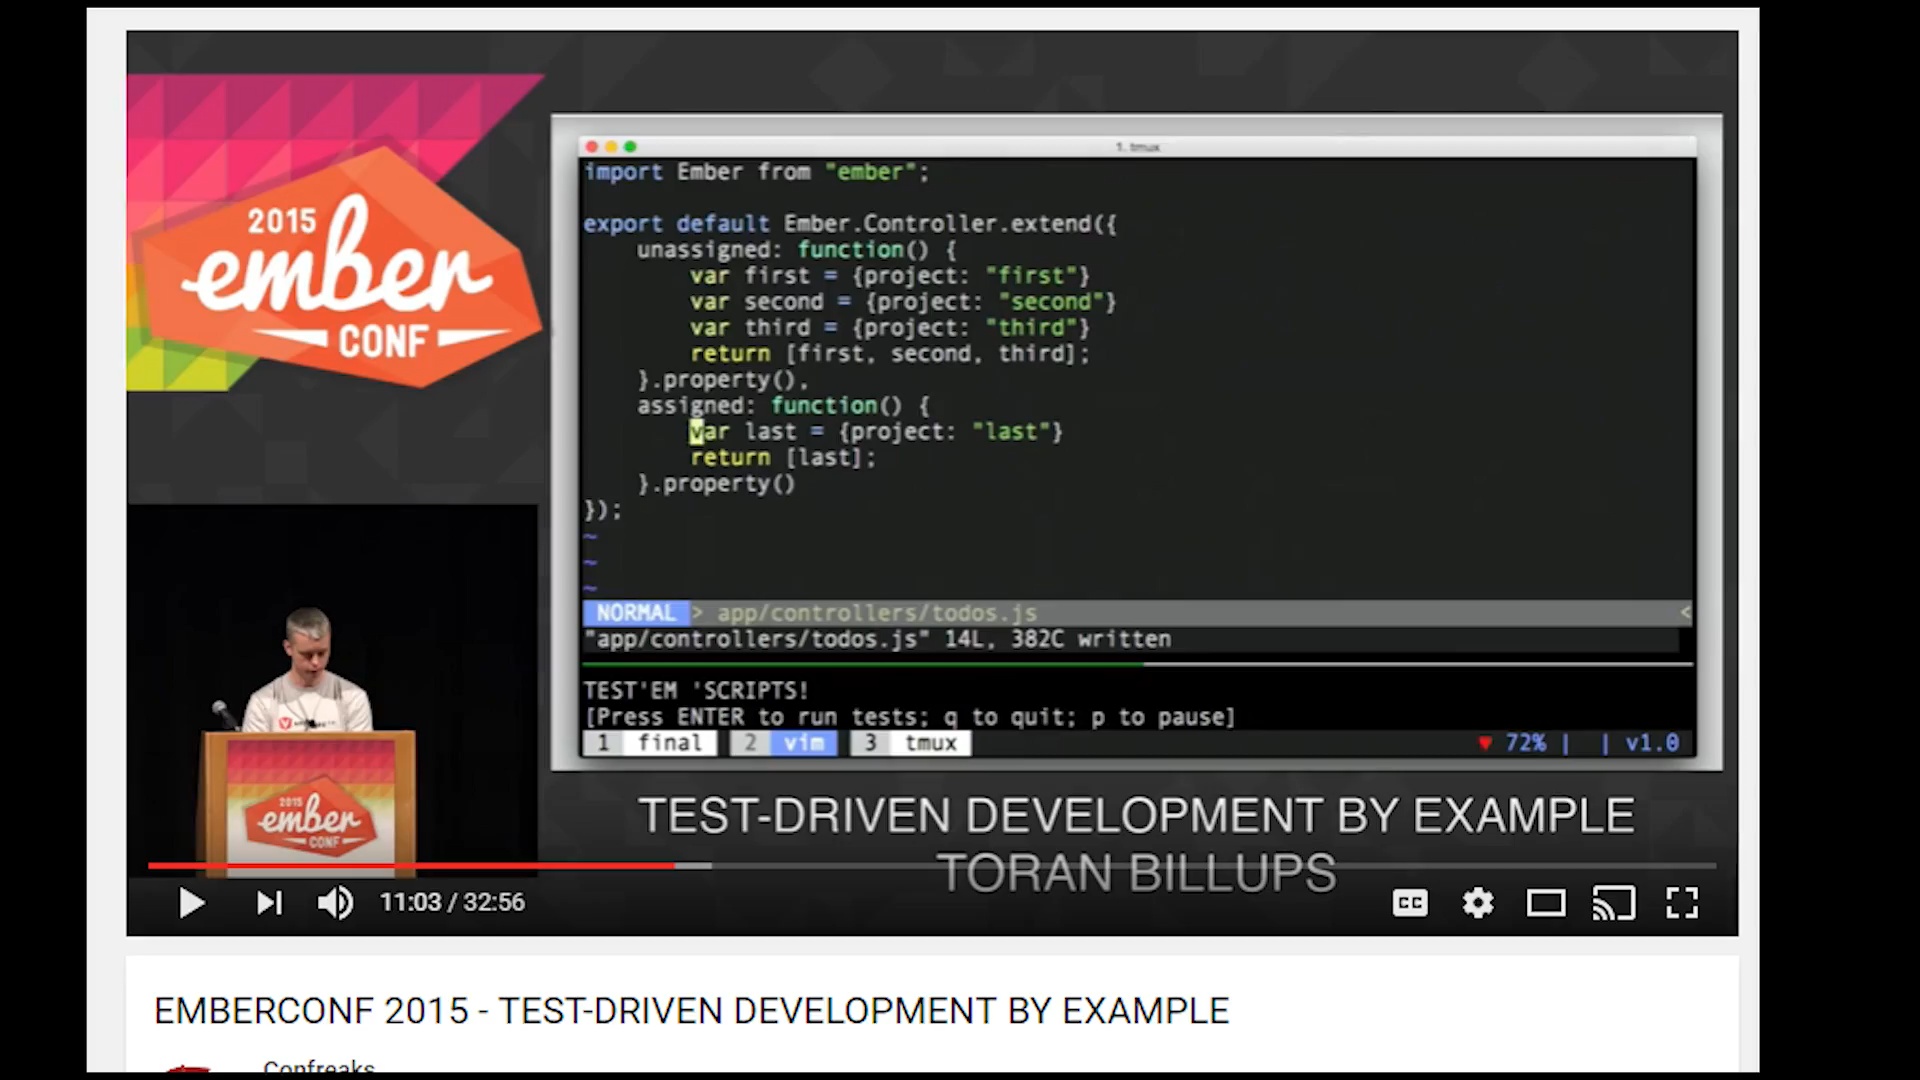 2015
ember
CONF
1. tmux
import Ember from "ember";
export default Ember.Controller.extend({
    unassigned: function() {
        var first = {project: "first"}
        var second = {project: "second"}
        var third = {project: "third"}
        return [first, second, third];
    }.property(),
    assigned: function() {
        var last = {project: "last"}
        return [last];
    }.property()
});
~
~
~
NORMAL > app/controllers/todos.js <
"app/controllers/todos.js" 14L, 382C written
TEST'EM 'SCRIPTS!
[Press ENTER to run tests; q to quit; p to pause]
1 final 2 vim 3 tmux ♥ 72% | | v1.0
2015
ember
CONF
TEST-DRIVEN DEVELOPMENT BY EXAMPLE
TORAN BILLUPS
11:03 / 32:56
CC
EMBERCONF 2015 - TEST-DRIVEN DEVELOPMENT BY EXAMPLE
Confreaks